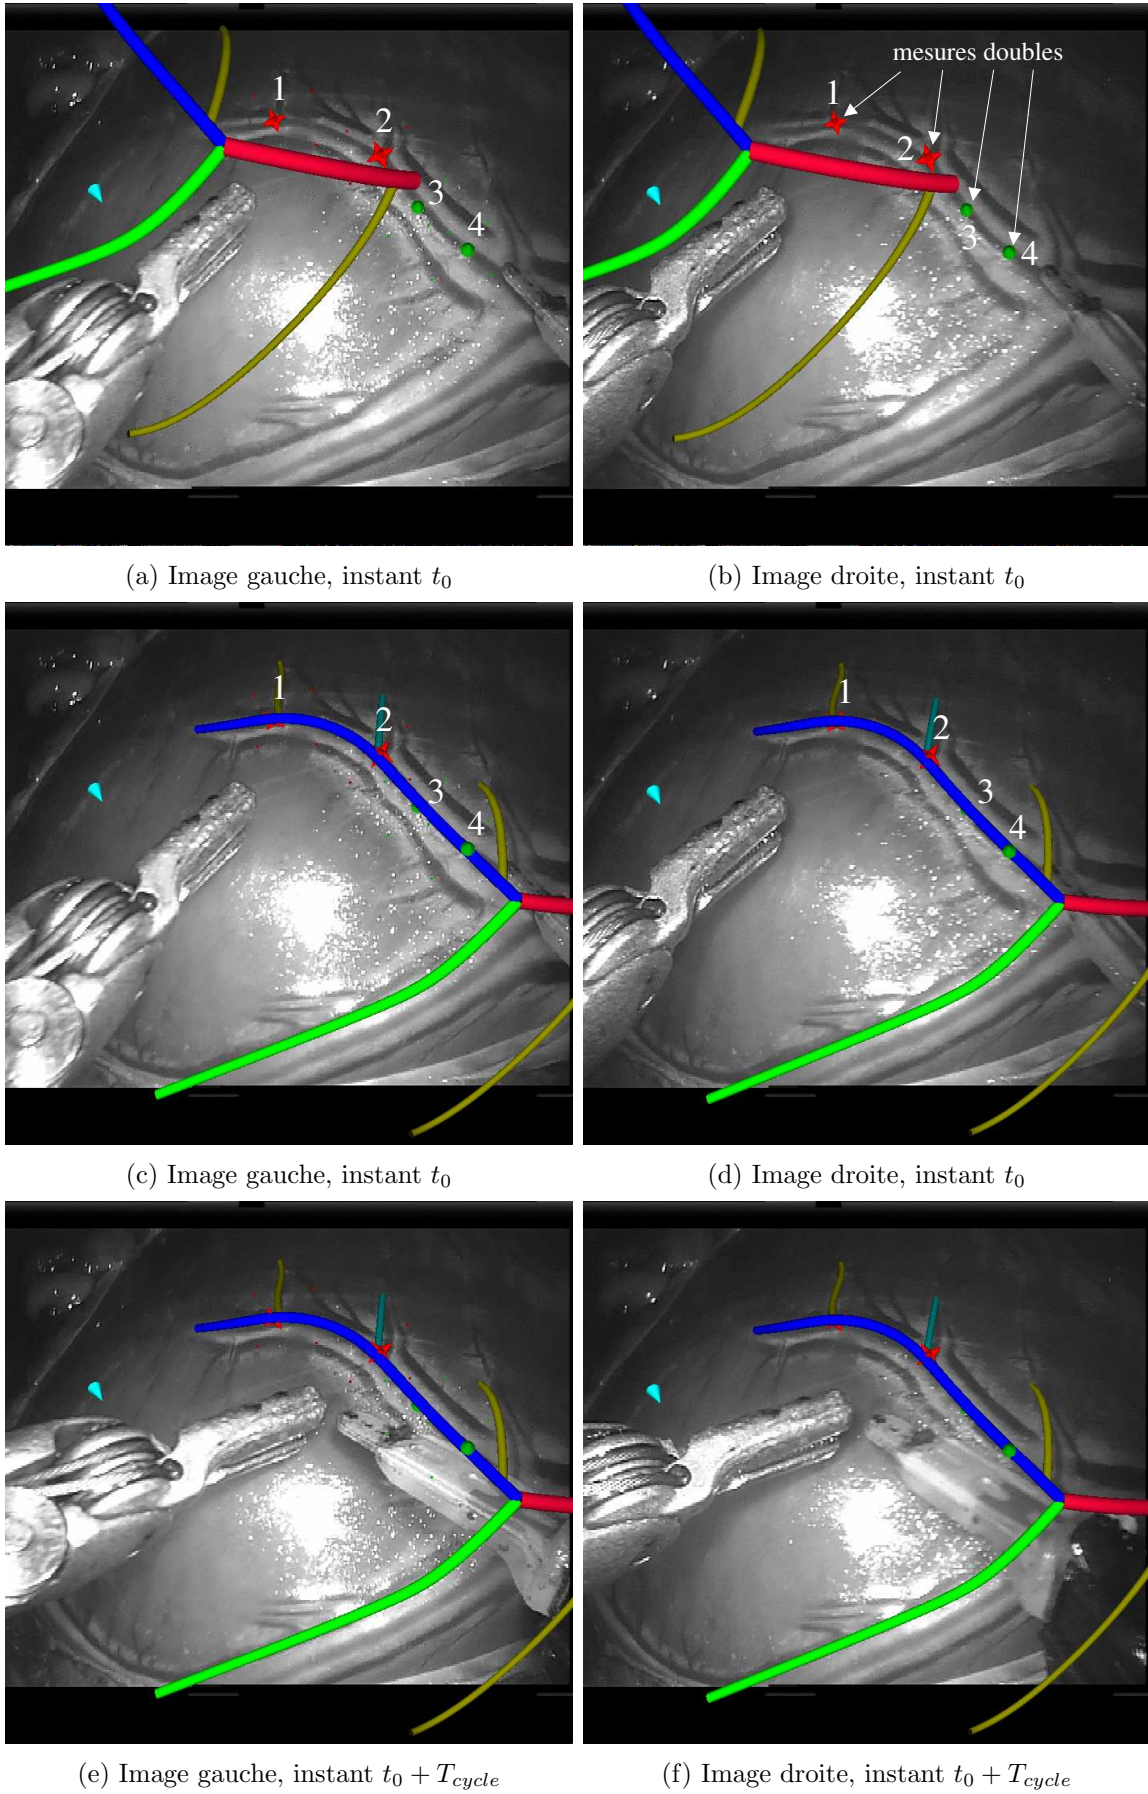 mesures doubles
1
2
3
4
1
2
3
4
(a) Image gauche, instant t0
(b) Image droite, instant t0
1
2
3
4
1
2
3
4
(c) Image gauche, instant t0
(d) Image droite, instant t0
(e) Image gauche, instant t0 + Tcycle
(f) Image droite, instant t0 + Tcycle